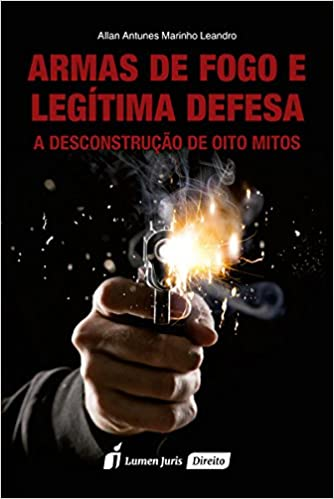 Allan Antunes Marinho Leandro
ARMAS DE FOGO E
LEGÍTIMA DEFESA
A DESCONSTRUÇÃO DE OITO MITOS
Lumen Juris Direito